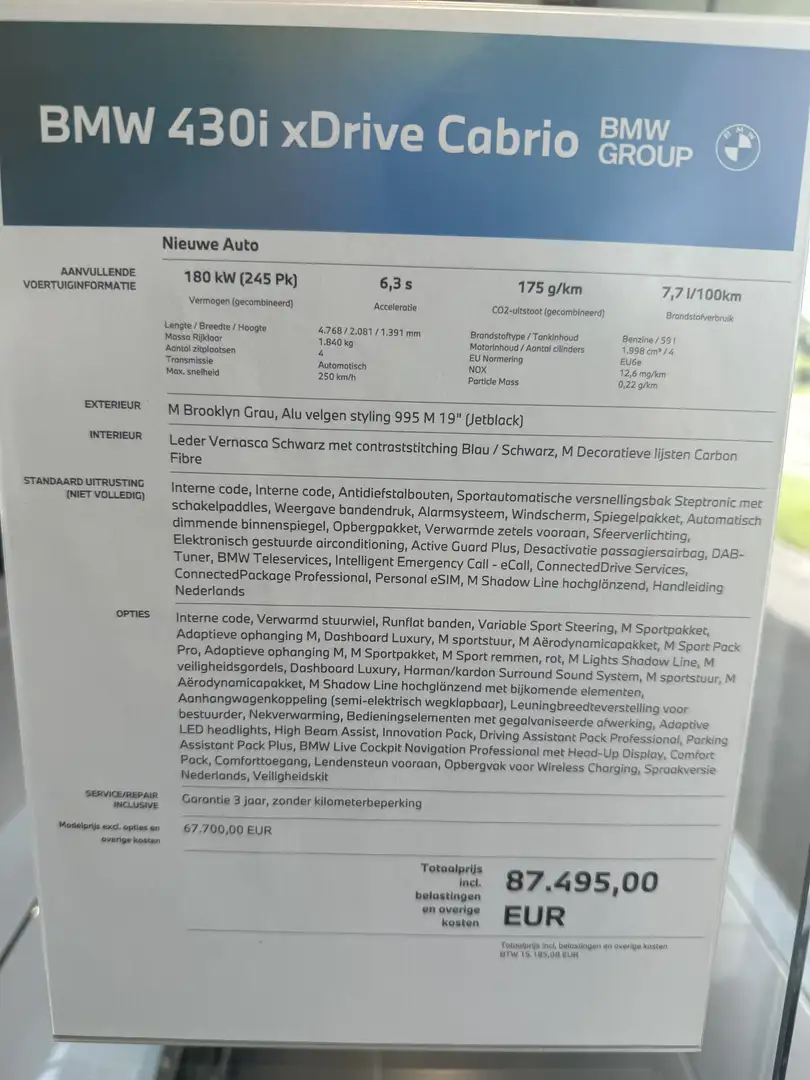 BMW 430i xDrive Cabrio
BMW
GROUP
Nieuwe Auto
AANVULLENDE
VOERTUIGINFORMATIE
180 kW (245 Pk)
Vermogen (gecombineerd)
6,3 s
Acceleratie
175 g/km
CO2-uitstoot (gecombineerd)
7,7 l/100km
Brandstofverbruik
Lengte / Breedte / Hoogte 4.768 / 2.081 / 1.391 mm
Massa Rijklaar 1.840 kg
Aantal zitplaatsen 4
Transmissie Automatisch
Max. snelheid 250 km/h
Brandstoftype / Tankinhoud Benzine / 59 l
Motorinhoud / Aantal cilinders 1.998 cm³ / 4
EU Normering EU6e
NOX 12,6 mg/km
Particle Mass 0,22 g/km
EXTERIEUR
M Brooklyn Grau, Alu velgen styling 995 M 19" (Jetblack)
INTERIEUR
Leder Vernasca Schwarz met contraststitching Blau / Schwarz, M Decoratieve lijsten Carbon
Fibre
STANDAARD UITRUSTING
(NIET VOLLEDIG)
Interne code, Interne code, Antidiefstalbouten, Sportautomatische versnellingsbak Steptronic met
schakelpaddles, Weergave bandendruk, Alarmsysteem, Windscherm, Spiegelpakket, Automatisch
dimmende binnenspiegel, Opbergpakket, Verwarmde zetels vooraan, Sfeerverlichting,
Elektronisch gestuurde airconditioning, Active Guard Plus, Desactivatie passagiersairbag, DAB-
Tuner, BMW Teleservices, Intelligent Emergency Call - eCall, ConnectedDrive Services,
ConnectedPackage Professional, Personal eSIM, M Shadow Line hochglänzend, Handleiding
Nederlands
OPTIES
Interne code, Verwarmd stuurwiel, Runflat banden, Variable Sport Steering, M Sportpakket,
Adaptieve ophanging M, Dashboard Luxury, M sportstuur, M Aërodynamicapakket, M Sport Pack
Pro, Adaptieve ophanging M, M Sportpakket, M Sport remmen, rot, M Lights Shadow Line, M
veiligheidsgordels, Dashboard Luxury, Harman/kardon Surround Sound System, M sportstuur, M
Aërodynamicapakket, M Shadow Line hochglänzend met bijkomende elementen,
Aanhangwagenkoppeling (semi-elektrisch wegklapbaar), Leuningbreedteverstelling voor
bestuurder, Nekverwarming, Bedieningselementen met gegalvaniseerde afwerking, Adaptive
LED headlights, High Beam Assist, Innovation Pack, Driving Assistant Pack Professional, Parking
Assistant Pack Plus, BMW Live Cockpit Navigation Professional met Head-Up Display, Comfort
Pack, Comforttoegang, Lendensteun vooraan, Opbergvak voor Wireless Charging, Spraakversie
Nederlands, Veiligheidskit
SERVICE/REPAIR
INCLUSIVE
Garantie 3 jaar, zonder kilometerbeperking
Modelprijs excl. opties en
overige kosten
67.700,00 EUR
Totaalprijs
incl.
belastingen
en overige
kosten
87.495,00
EUR
Totaalprijs incl. belastingen en overige kosten
BTW 15.185,00 EUR